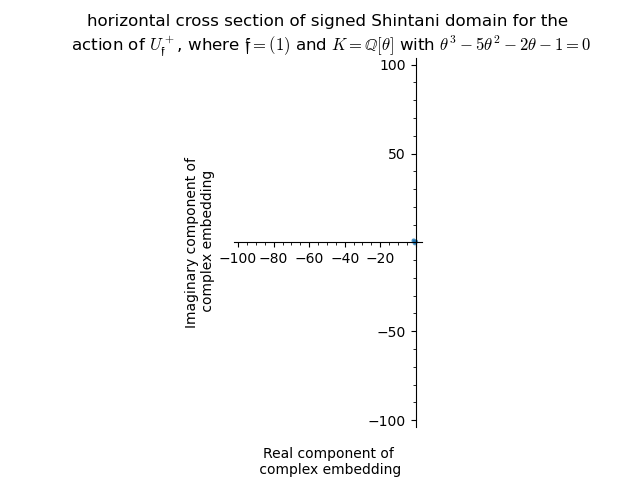 horizontal cross section of signed Shintani domain for the
action of $U_{\mathfrak{f}}^{+}$, where $\mathfrak{f} = (1)$ and $K = \mathbb{Q}[\theta]$ with $\theta^3 - 5\theta^2 - 2\theta - 1 = 0$
100
50
−100 −80 −60 −40 −20
−50
−100
Imaginary component of
complex embedding
Real component of
complex embedding